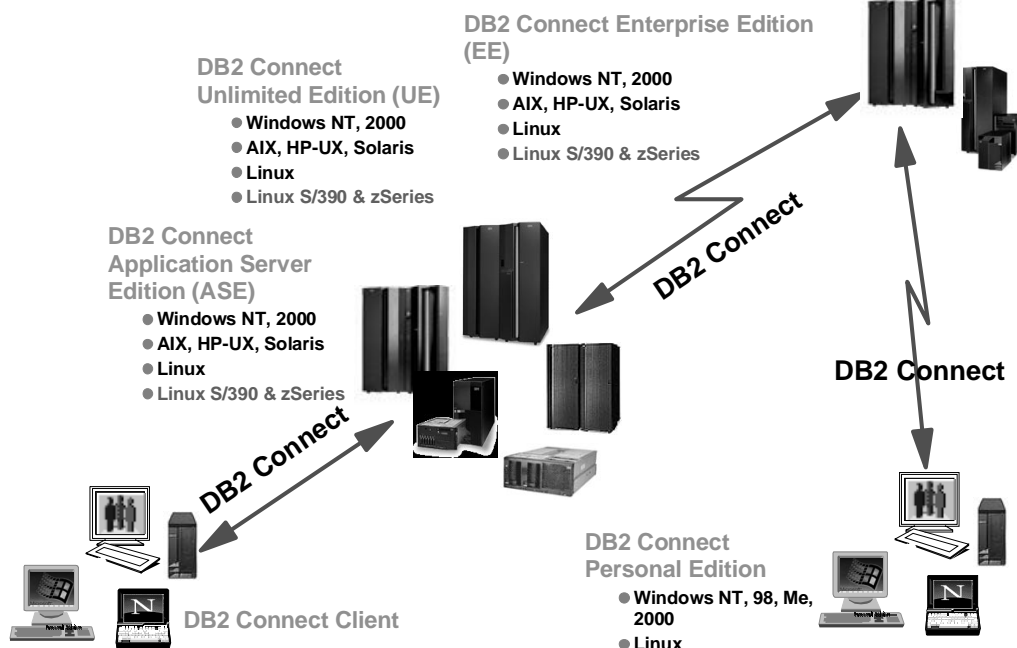 DB2 Connect Enterprise Edition
(EE)
Windows NT, 2000
AIX, HP-UX, Solaris
Linux
Linux S/390 & zSeries
DB2 Connect
Unlimited Edition (UE)
Windows NT, 2000
AIX, HP-UX, Solaris
Linux
Linux S/390 & zSeries
DB2 Connect
Application Server
Edition (ASE)
Windows NT, 2000
AIX, HP-UX, Solaris
Linux
Linux S/390 & zSeries
DB2 Connect
DB2 Connect
DB2 Connect
N
DB2 Connect Client
DB2 Connect
Personal Edition
Windows NT, 98, Me,
2000
Linux
N